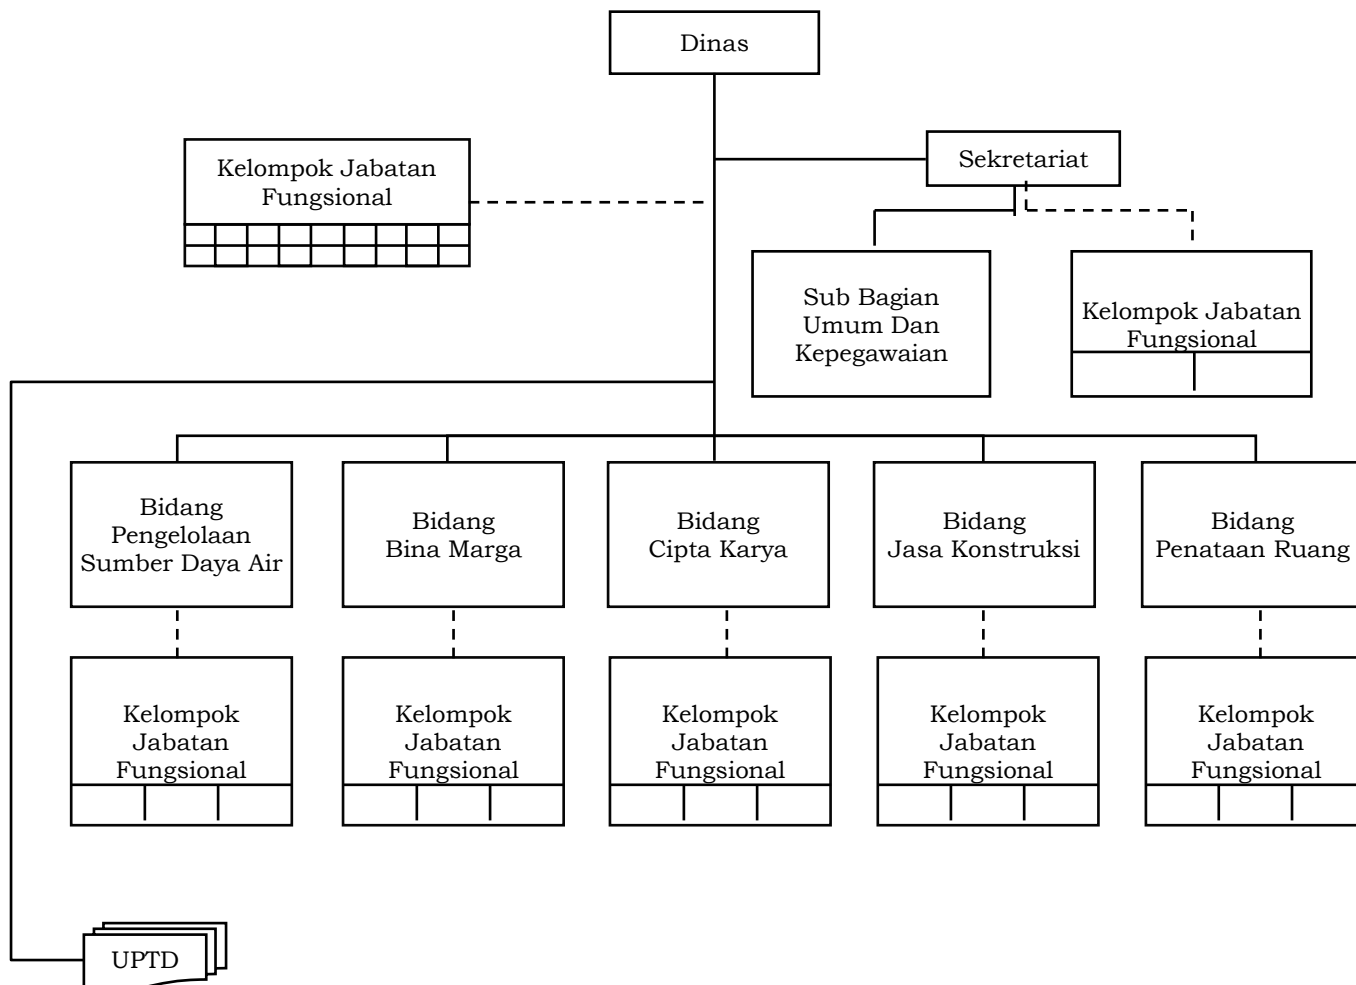 Dinas
Kelompok Jabatan
Fungsional
Sekretariat
Sub Bagian
Umum Dan
Kepegawaian
Kelompok Jabatan
Fungsional
Bidang
Pengelolaan
Sumber Daya Air
Bidang
Bina Marga
Bidang
Cipta Karya
Bidang
Jasa Konstruksi
Bidang
Penataan Ruang
Kelompok
Jabatan
Fungsional
Kelompok
Jabatan
Fungsional
Kelompok
Jabatan
Fungsional
Kelompok
Jabatan
Fungsional
Kelompok
Jabatan
Fungsional
UPTD